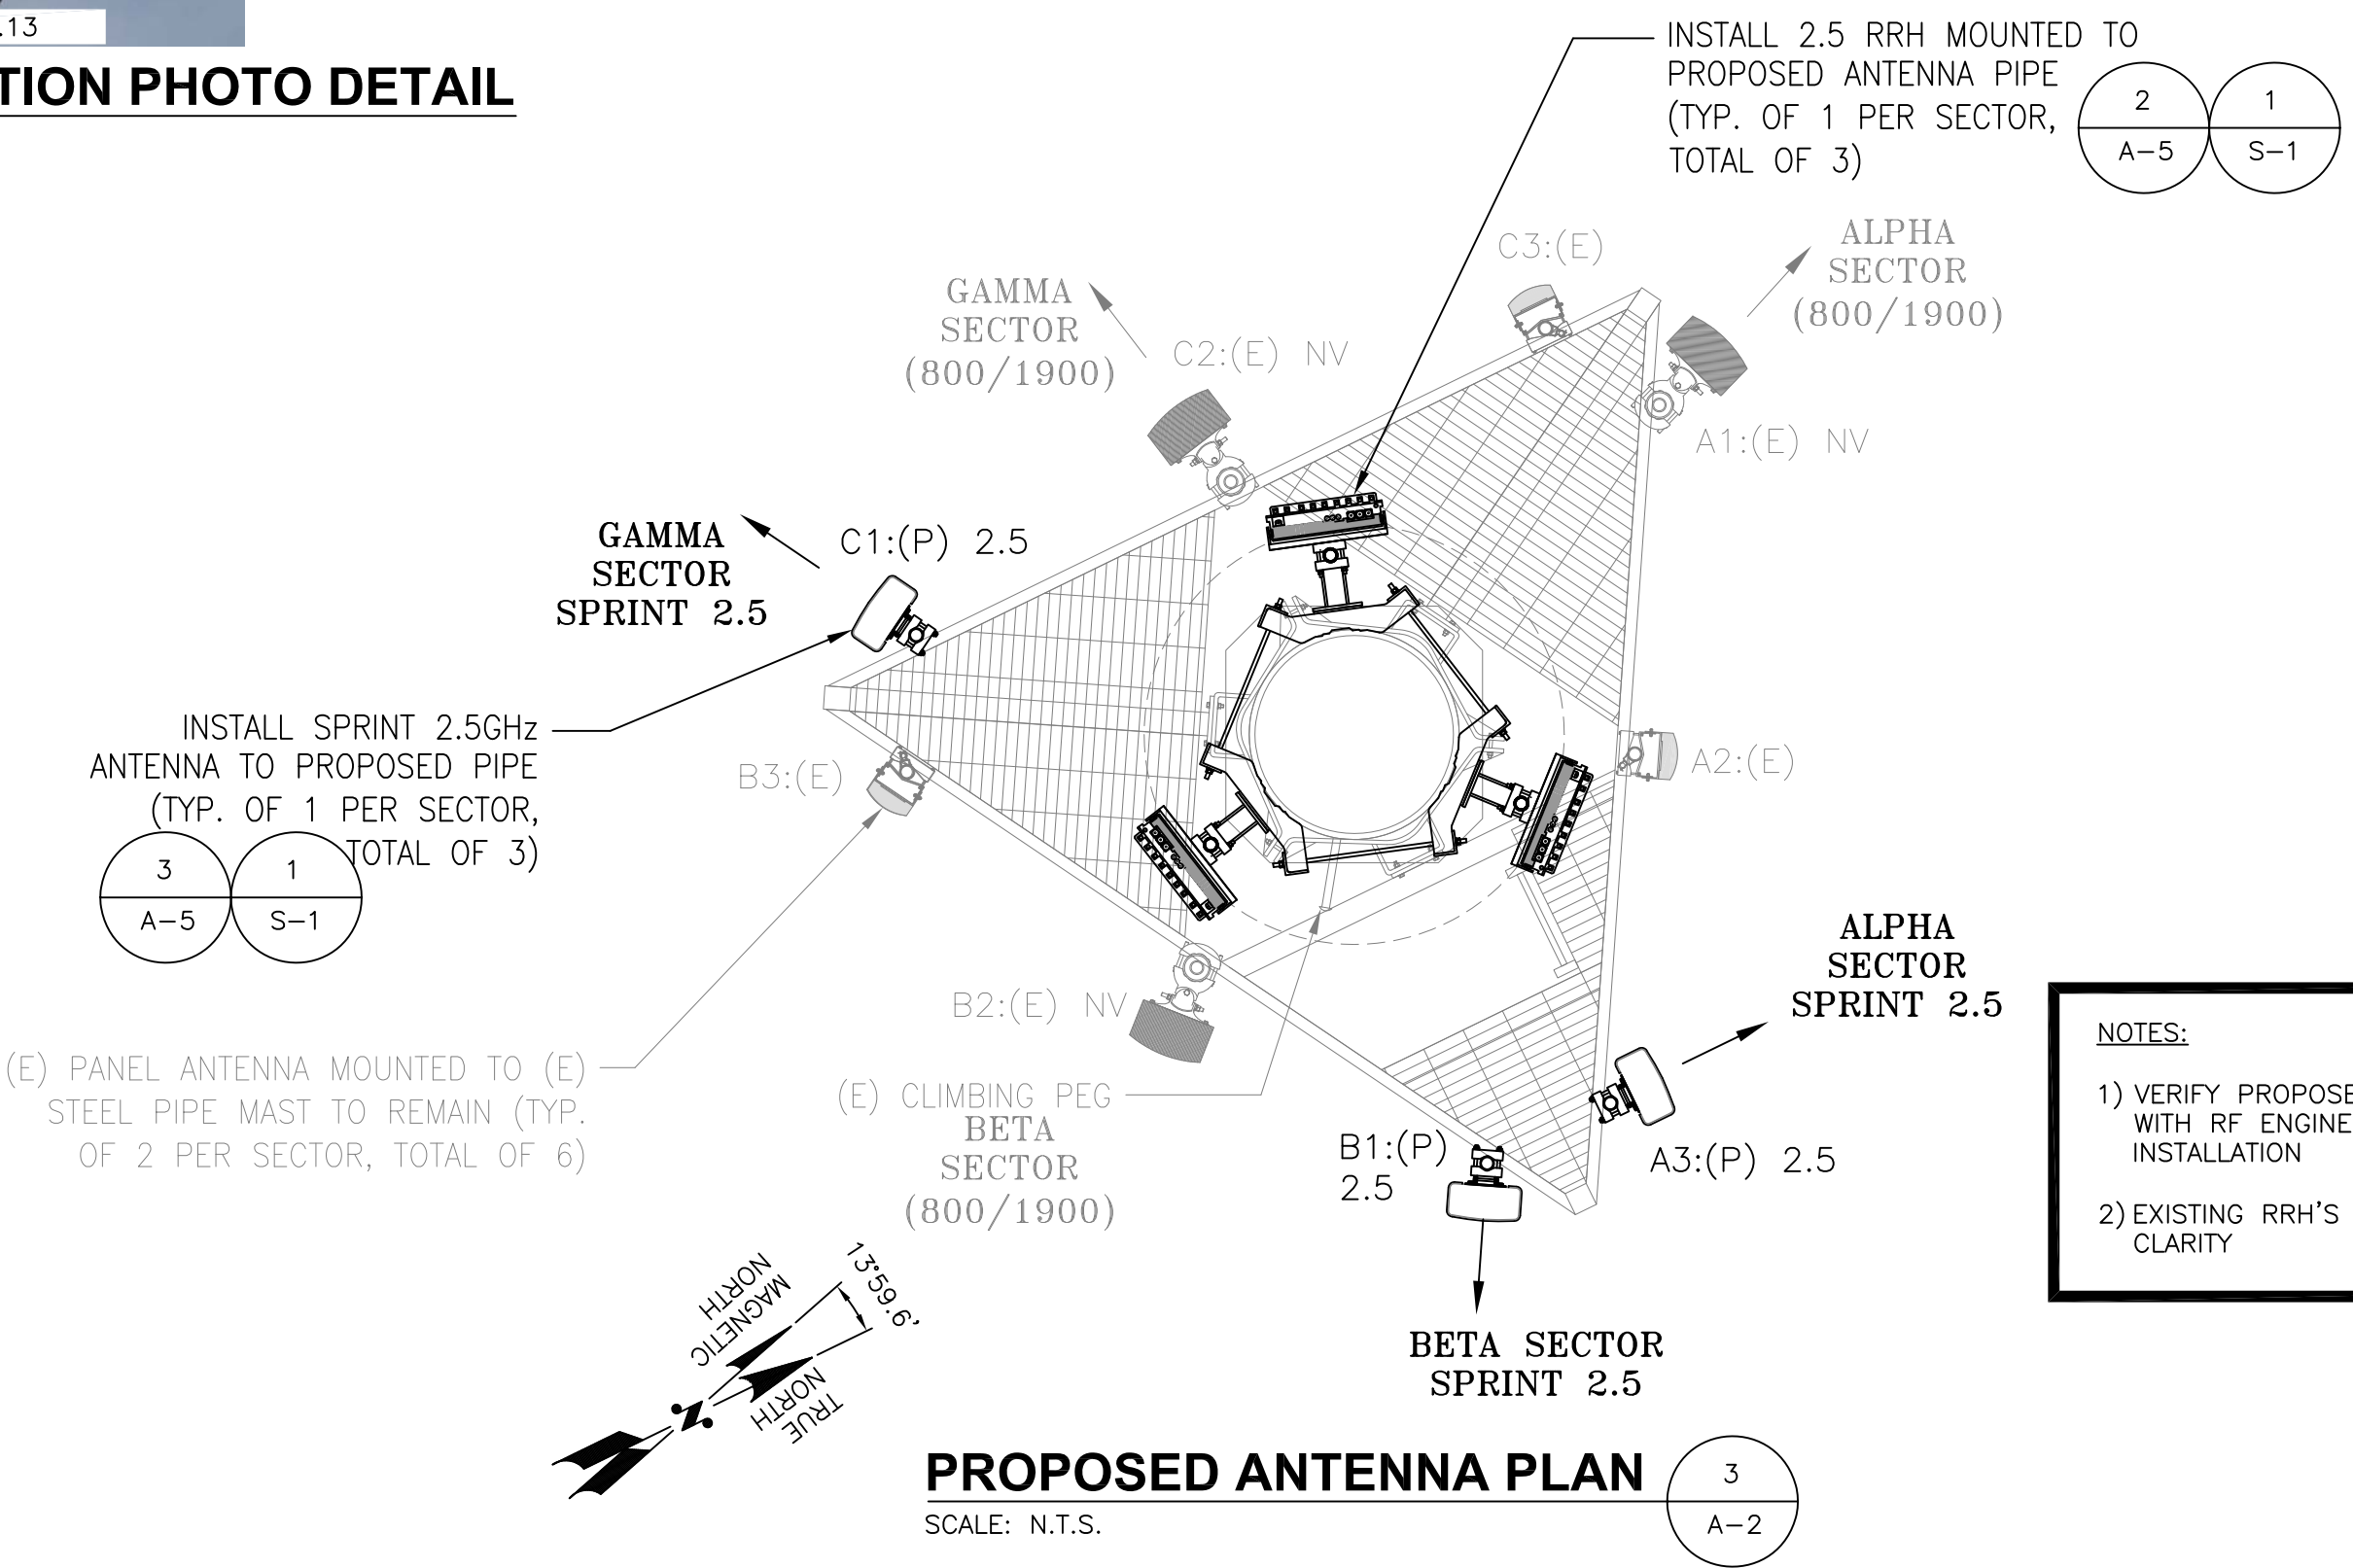 .13
TION PHOTO DETAIL
INSTALL 2.5 RRH MOUNTED TO
PROPOSED ANTENNA PIPE
(TYP. OF 1 PER SECTOR,
TOTAL OF 3)
2
A-5
1
S-1
ALPHA
SECTOR
(800/1900)
C3:(E)
GAMMA
SECTOR
(800/1900)
C2:(E) NV
A1:(E) NV
GAMMA
SECTOR
SPRINT 2.5
C1:(P) 2.5
INSTALL SPRINT 2.5GHz
ANTENNA TO PROPOSED PIPE
(TYP. OF 1 PER SECTOR,
TOTAL OF 3)
3
A-5
1
S-1
B3:(E)
A2:(E)
ALPHA
SECTOR
SPRINT 2.5
B2:(E) NV
(E) PANEL ANTENNA MOUNTED TO (E)
STEEL PIPE MAST TO REMAIN (TYP.
OF 2 PER SECTOR, TOTAL OF 6)
(E) CLIMBING PEG
BETA
SECTOR
(800/1900)
B1:(P)
2.5
A3:(P) 2.5
NOTES:
1) VERIFY PROPOSE
WITH RF ENGINE
INSTALLATION
2) EXISTING RRH'S
CLARITY
BETA SECTOR
SPRINT 2.5
MAGNETIC
NORTH
13°59.6'
TRUE
NORTH
N
PROPOSED ANTENNA PLAN
SCALE: N.T.S.
3
A-2